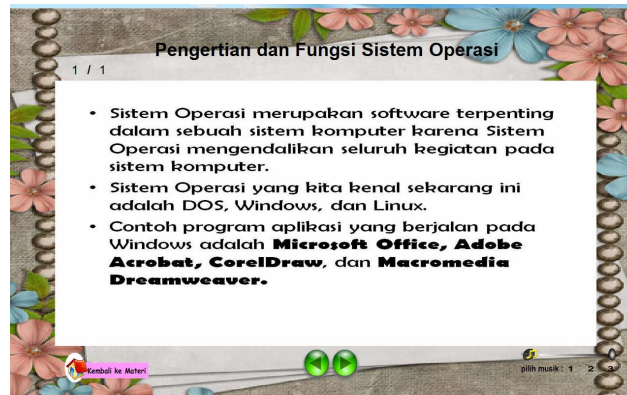 Pengertian dan Fungsi Sistem Operasi
1 / 1
• Sistem Operasi merupakan software terpenting
dalam sebuah sistem komputer karena Sistem
Operasi mengendalikan seluruh kegiatan pada
sistem komputer.
• Sistem Operasi yang kita kenal sekarang ini
adalah DOS, Windows, dan Linux.
• Contoh program aplikasi yang berjalan pada
Windows adalah Microsoft Office, Adobe
Acrobat, CorelDraw, dan Macromedia
Dreamweaver.
Kembali ke Materi
pilih musik : 1 2 3